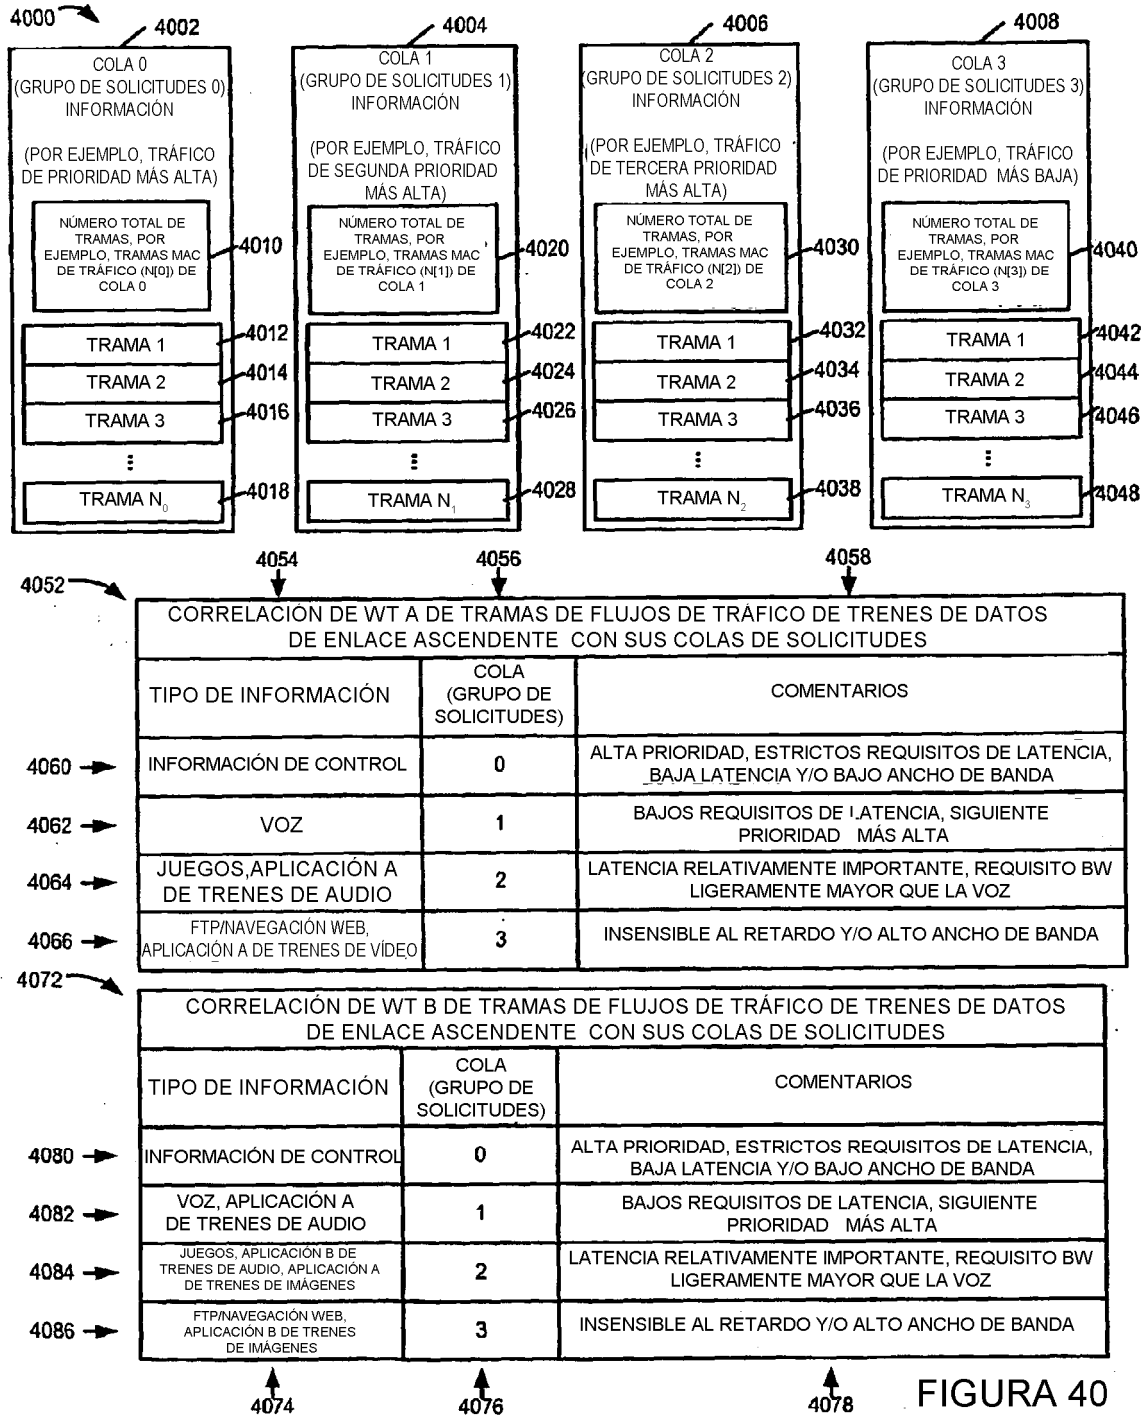 4000
4002
4004
4006
4008
COLA 0
(GRUPO DE SOLICITUDES 0)
INFORMACIÓN
(POR EJEMPLO, TRÁFICO
DE PRIORIDAD MÁS ALTA)
NÚMERO TOTAL DE
TRAMAS, POR
EJEMPLO, TRAMAS MAC
DE TRÁFICO (N[0]) DE
COLA 0
4010
TRAMA 1
4012
TRAMA 2
4014
TRAMA 3
4016
...
TRAMA N0
4018
COLA 1
(GRUPO DE SOLICITUDES 1)
INFORMACIÓN
(POR EJEMPLO, TRÁFICO
DE SEGUNDA PRIORIDAD
MÁS ALTA)
NÚMERO TOTAL DE
TRAMAS, POR
EJEMPLO, TRAMAS MAC
DE TRÁFICO (N[1]) DE
COLA 1
4020
TRAMA 1
4022
TRAMA 2
4024
TRAMA 3
4026
...
TRAMA N1
4028
COLA 2
(GRUPO DE SOLICITUDES 2)
INFORMACIÓN
(POR EJEMPLO, TRÁFICO
DE TERCERA PRIORIDAD
MÁS ALTA)
NÚMERO TOTAL DE
TRAMAS, POR
EJEMPLO, TRAMAS MAC
DE TRÁFICO (N[2]) DE
COLA 2
4030
TRAMA 1
4032
TRAMA 2
4034
TRAMA 3
4036
...
TRAMA N2
4038
COLA 3
(GRUPO DE SOLICITUDES 3)
INFORMACIÓN
(POR EJEMPLO, TRÁFICO
DE PRIORIDAD MÁS BAJA)
NÚMERO TOTAL DE
TRAMAS, POR
EJEMPLO, TRAMAS MAC
DE TRÁFICO (N[3]) DE
COLA 3
4040
TRAMA 1
4042
TRAMA 2
4044
TRAMA 3
4046
...
TRAMA N3
4048
4052
4054
4056
4058
CORRELACIÓN DE WT A DE TRAMAS DE FLUJOS DE TRÁFICO DE TRENES DE DATOS
DE ENLACE ASCENDENTE CON SUS COLAS DE SOLICITUDES
TIPO DE INFORMACIÓN
COLA
(GRUPO DE
SOLICITUDES)
COMENTARIOS
4060
INFORMACIÓN DE CONTROL
0
ALTA PRIORIDAD, ESTRICTOS REQUISITOS DE LATENCIA,
BAJA LATENCIA Y/O BAJO ANCHO DE BANDA
4062
VOZ
1
BAJOS REQUISITOS DE LATENCIA, SIGUIENTE
PRIORIDAD MÁS ALTA
4064
JUEGOS,APLICACIÓN A
DE TRENES DE AUDIO
2
LATENCIA RELATIVAMENTE IMPORTANTE, REQUISITO BW
LIGERAMENTE MAYOR QUE LA VOZ
4066
FTP/NAVEGACIÓN WEB,
APLICACIÓN A DE TRENES DE VÍDEO
3
INSENSIBLE AL RETARDO Y/O ALTO ANCHO DE BANDA
4072
CORRELACIÓN DE WT B DE TRAMAS DE FLUJOS DE TRÁFICO DE TRENES DE DATOS
DE ENLACE ASCENDENTE CON SUS COLAS DE SOLICITUDES
TIPO DE INFORMACIÓN
COLA
(GRUPO DE
SOLICITUDES)
COMENTARIOS
4080
INFORMACIÓN DE CONTROL
0
ALTA PRIORIDAD, ESTRICTOS REQUISITOS DE LATENCIA,
BAJA LATENCIA Y/O BAJO ANCHO DE BANDA
4082
VOZ, APLICACIÓN A
DE TRENES DE AUDIO
1
BAJOS REQUISITOS DE LATENCIA, SIGUIENTE
PRIORIDAD MÁS ALTA
4084
JUEGOS, APLICACIÓN B DE
TRENES DE AUDIO, APLICACIÓN A
DE TRENES DE IMÁGENES
2
LATENCIA RELATIVAMENTE IMPORTANTE, REQUISITO BW
LIGERAMENTE MAYOR QUE LA VOZ
4086
FTP/NAVEGACIÓN WEB,
APLICACIÓN B DE TRENES
DE IMÁGENES
3
INSENSIBLE AL RETARDO Y/O ALTO ANCHO DE BANDA
4074
4076
4078
FIGURA 40